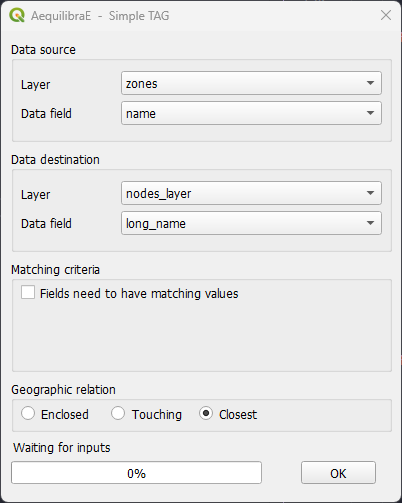 AequilibraE - Simple TAG
Data source
Layer zones
Data field name
Data destination
Layer nodes_layer
Data field long_name
Matching criteria
Fields need to have matching values
Geographic relation
Enclosed Touching Closest
Waiting for inputs
0% OK